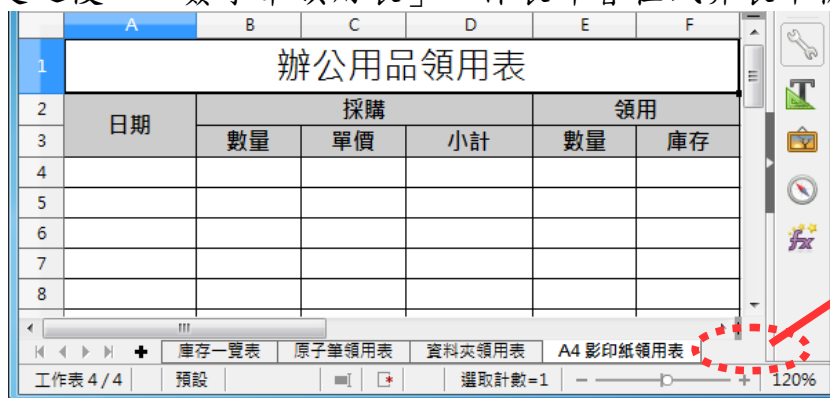 A B C D E F
1 辦公用品領用表
2 日期 採購 領用
3 數量 單價 小計 數量 庫存
4
5
6
7
8
庫存一覽表 原子筆領用表 資料夾領用表 A4 影印紙領用表
工作表 4 / 4 預設 選取計數=1 120%